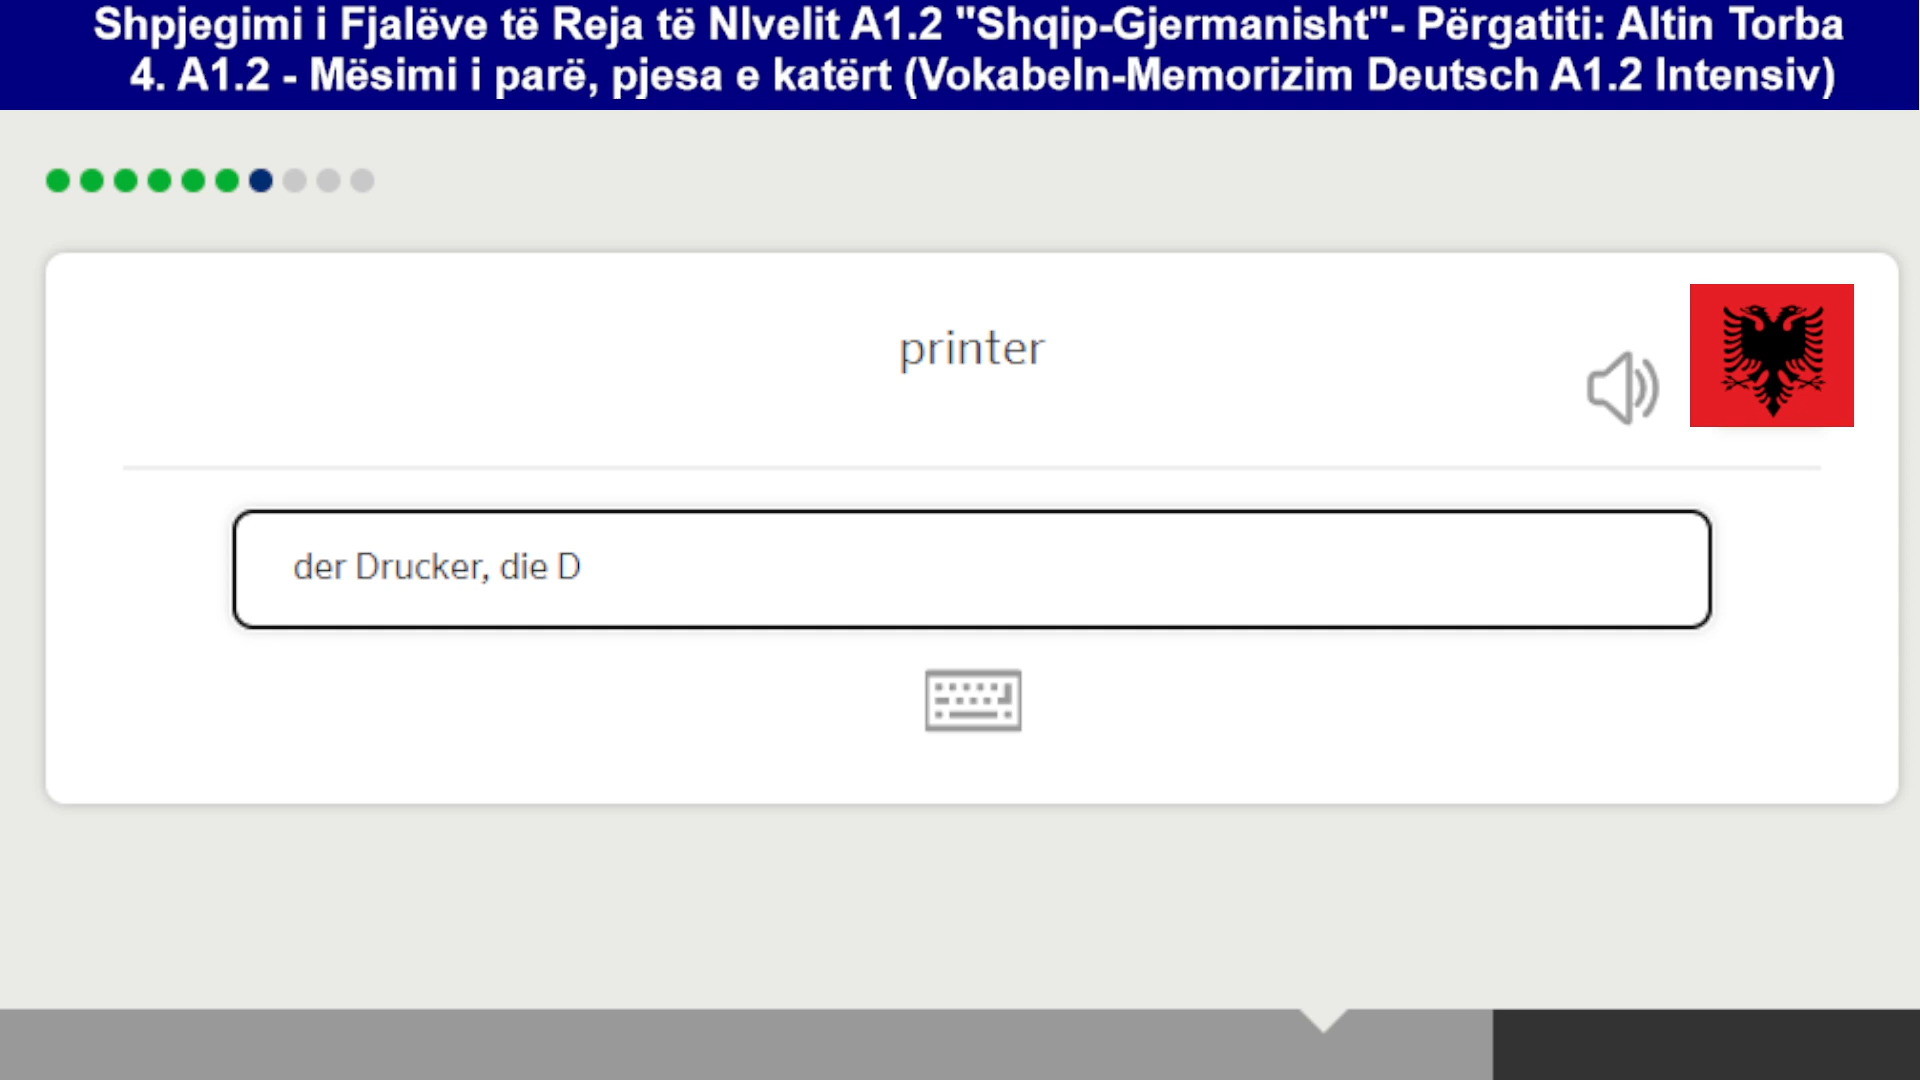 Shpjegimi i Fjalëve të Reja të NIvelit A1.2 "Shqip-Gjermanisht"- Përgatiti: Altin Torba
4. A1.2 - Mësimi i parë, pjesa e katërt (Vokabeln-Memorizim Deutsch A1.2 Intensiv)
printer
der Drucker, die D